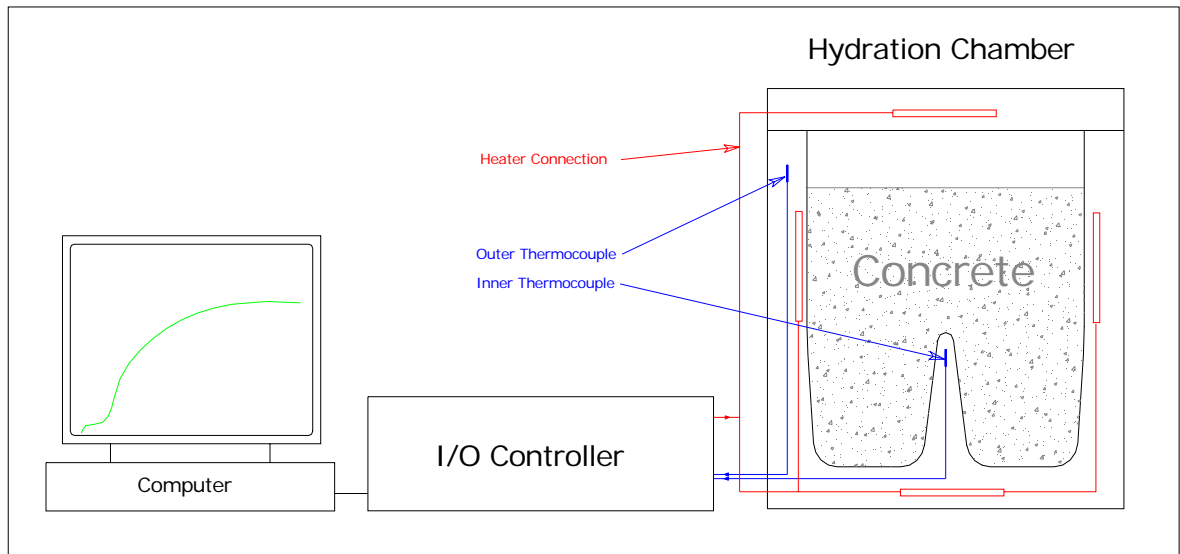 Hydration Chamber
Heater Connection
Outer Thermocouple
Inner Thermocouple
Concrete
I/O Controller
Computer